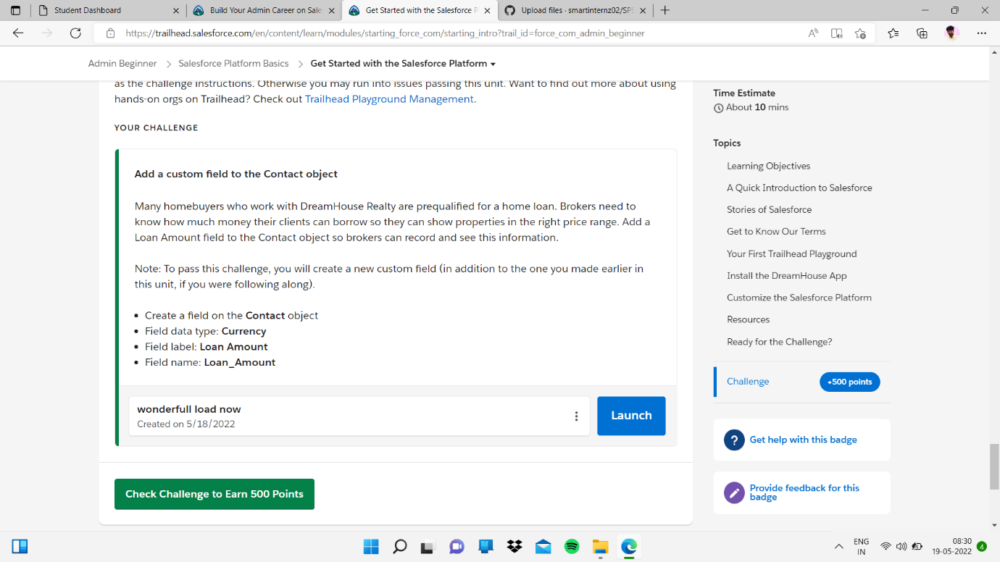 Student Dashboard
Build Your Admin Career on Sale
Get Started with the Salesforce P
Upload files · smartinternz02/SPS
https://trailhead.salesforce.com/en/content/learn/modules/starting_force_com/starting_intro?trail_id=force_com_admin_beginner
Admin Beginner > Salesforce Platform Basics > Get Started with the Salesforce Platform
as the challenge instructions. Otherwise you may run into issues passing this unit. Want to find out more about using
hands-on orgs on Trailhead? Check out Trailhead Playground Management.
YOUR CHALLENGE
Add a custom field to the Contact object
Many homebuyers who work with DreamHouse Realty are prequalified for a home loan. Brokers need to
know how much money their clients can borrow so they can show properties in the right price range. Add a
Loan Amount field to the Contact object so brokers can record and see this information.
Note: To pass this challenge, you will create a new custom field (in addition to the one you made earlier in
this unit, if you were following along).
• Create a field on the Contact object
• Field data type: Currency
• Field label: Loan Amount
• Field name: Loan_Amount
wonderfull load now
Created on 5/18/2022
Launch
Check Challenge to Earn 500 Points
Time Estimate
About 10 mins
Topics
Learning Objectives
A Quick Introduction to Salesforce
Stories of Salesforce
Get to Know Our Terms
Your First Trailhead Playground
Install the DreamHouse App
Customize the Salesforce Platform
Resources
Ready for the Challenge?
Challenge
+500 points
? Get help with this badge
Provide feedback for this
badge
ENG
IN
08:30
19-05-2022
4